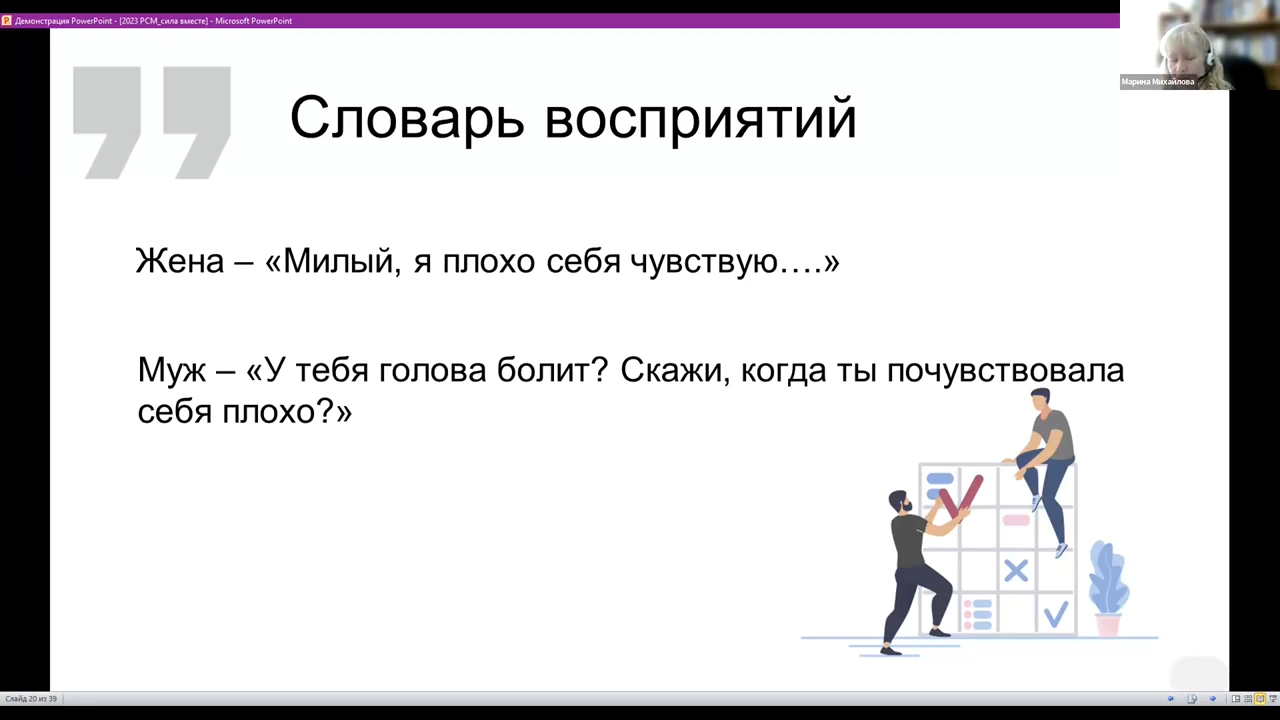 Демонстрация PowerPoint - [2023 PCM_сила вместе] - Microsoft PowerPoint
Марина Михайлова
Словарь восприятий
Жена – «Милый, я плохо себя чувствую….»
Муж – «У тебя голова болит? Скажи, когда ты почувствовала
себя плохо?»
Слайд 20 из 39